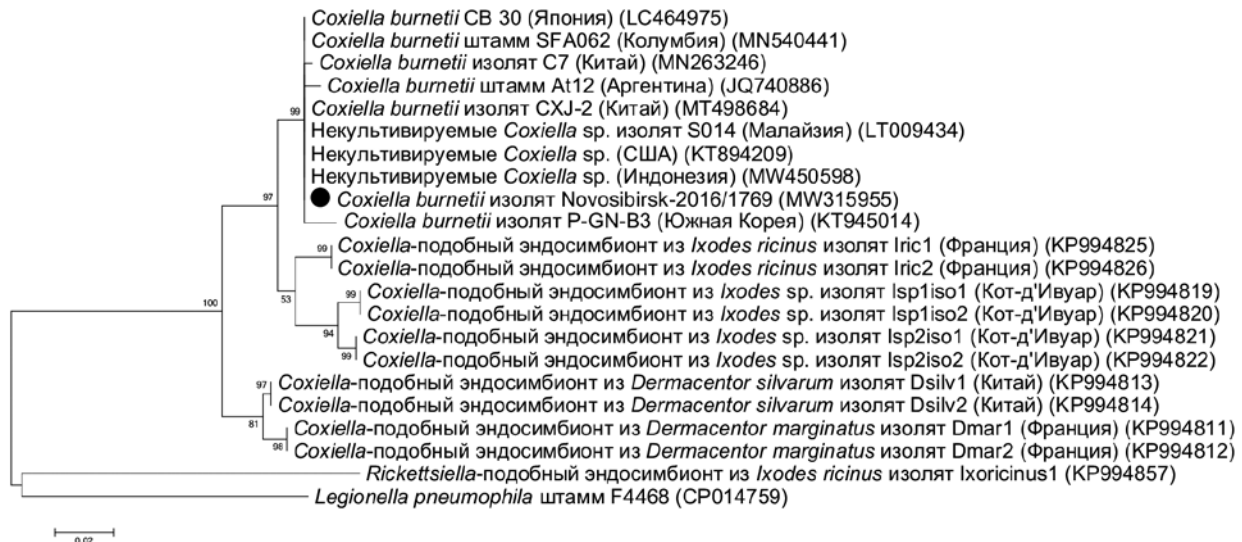 Coxiella burnetii CB 30 (Япония) (LC464975)
Coxiella burnetii штамм SFA062 (Колумбия) (MN540441)
Coxiella burnetii изолят C7 (Китай) (MN263246)
Coxiella burnetii штамм At12 (Аргентина) (JQ740886)
99
Coxiella burnetii изолят CXJ-2 (Китай) (MT498684)
Некультивируемые Coxiella sp. изолят S014 (Малайзия) (LT009434)
Некультивируемые Coxiella sp. (США) (KT894209)
Некультивируемые Coxiella sp. (Индонезия) (MW450598)
97
Coxiella burnetii изолят Novosibirsk-2016/1769 (MW315955)
Coxiella burnetii изолят P-GN-B3 (Южная Корея) (KT945014)
99 Coxiella-подобный эндосимбионт из Ixodes ricinus изолят Iric1 (Франция) (KP994825)
Coxiella-подобный эндосимбионт из Ixodes ricinus изолят Iric2 (Франция) (KP994826)
99 Coxiella-подобный эндосимбионт из Ixodes sp. изолят Isp1iso1 (Кот-д'Ивуар) (KP994819)
100
53
Coxiella-подобный эндосимбионт из Ixodes sp. изолят Isp1iso2 (Кот-д'Ивуар) (KP994820)
94
Coxiella-подобный эндосимбионт из Ixodes sp. изолят Isp2iso1 (Кот-д'Ивуар) (KP994821)
99 Coxiella-подобный эндосимбионт из Ixodes sp. изолят Isp2iso2 (Кот-д'Ивуар) (KP994822)
97 Coxiella-подобный эндосимбионт из Dermacentor silvarum изолят Dsilv1 (Китай) (KP994813)
Coxiella-подобный эндосимбионт из Dermacentor silvarum изолят Dsilv2 (Китай) (KP994814)
81
Coxiella-подобный эндосимбионт из Dermacentor marginatus изолят Dmar1 (Франция) (KP994811)
98 Coxiella-подобный эндосимбионт из Dermacentor marginatus изолят Dmar2 (Франция) (KP994812)
Rickettsiella-подобный эндосимбионт из Ixodes ricinus изолят Ixoricinus1 (KP994857)
Legionella pneumophila штамм F4468 (CP014759)
0.02